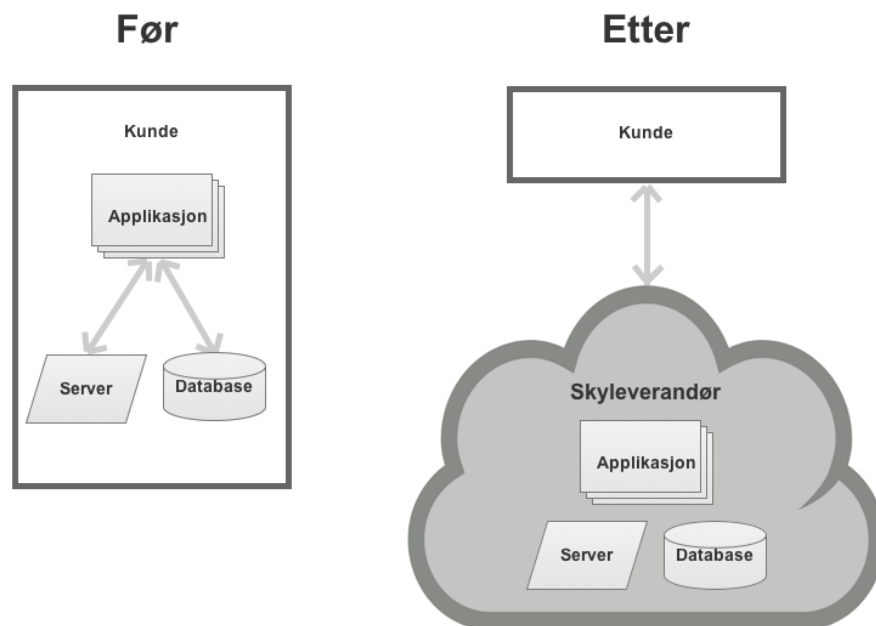 Før
Kunde
Applikasjon
Server
Database
Etter
Kunde
Skyleverandør
Applikasjon
Server
Database